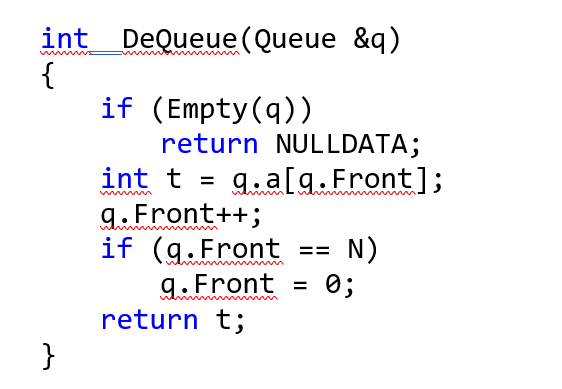 int  DeQueue(Queue &q)
{
    if (Empty(q))
        return NULLDATA;
    int t = q.a[q.Front];
    q.Front++;
    if (q.Front == N)
        q.Front = 0;
    return t;
}